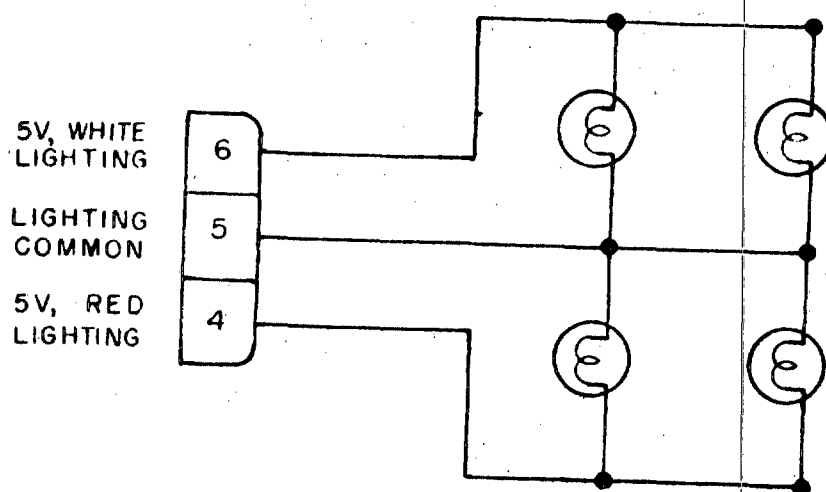 5V, WHITE
LIGHTING
6
LIGHTING
COMMON
5
5V, RED
LIGHTING
4